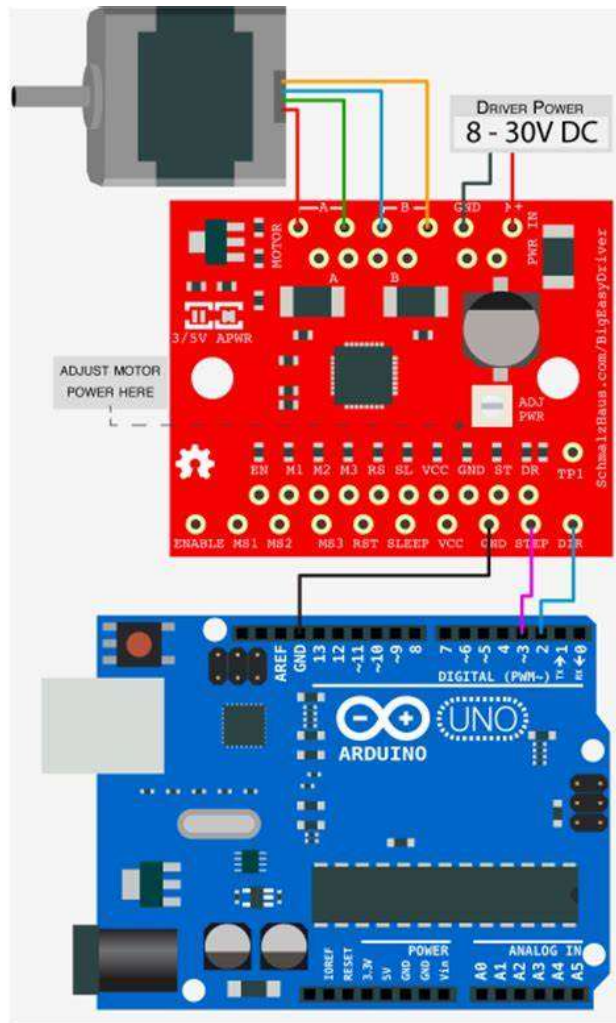 DRIVER POWER
8 - 30V DC
A
B
GND
M+
MOTOR
PWR IN
A
B
3/5V APWR
ADJUST MOTOR
POWER HERE
ADJ
PWR
SchmalzHaus.com/BigEasyDriver
EN M1 M2 M3 RS SL VCC GND ST DR
TP1
ENABLE MS1 MS2 MS3 RST SLEEP VCC GND STEP DIR
AREF
GND
13
12
~11
~10
~9
8
7
~6
~5
4
~3
2
TX→1
RX←0
DIGITAL (PWM~)
UNO
ARDUINO
IOREF
RESET
3.3V
5V
GND
GND
Vin
POWER
ANALOG IN
A0
A1
A2
A3
A4
A5